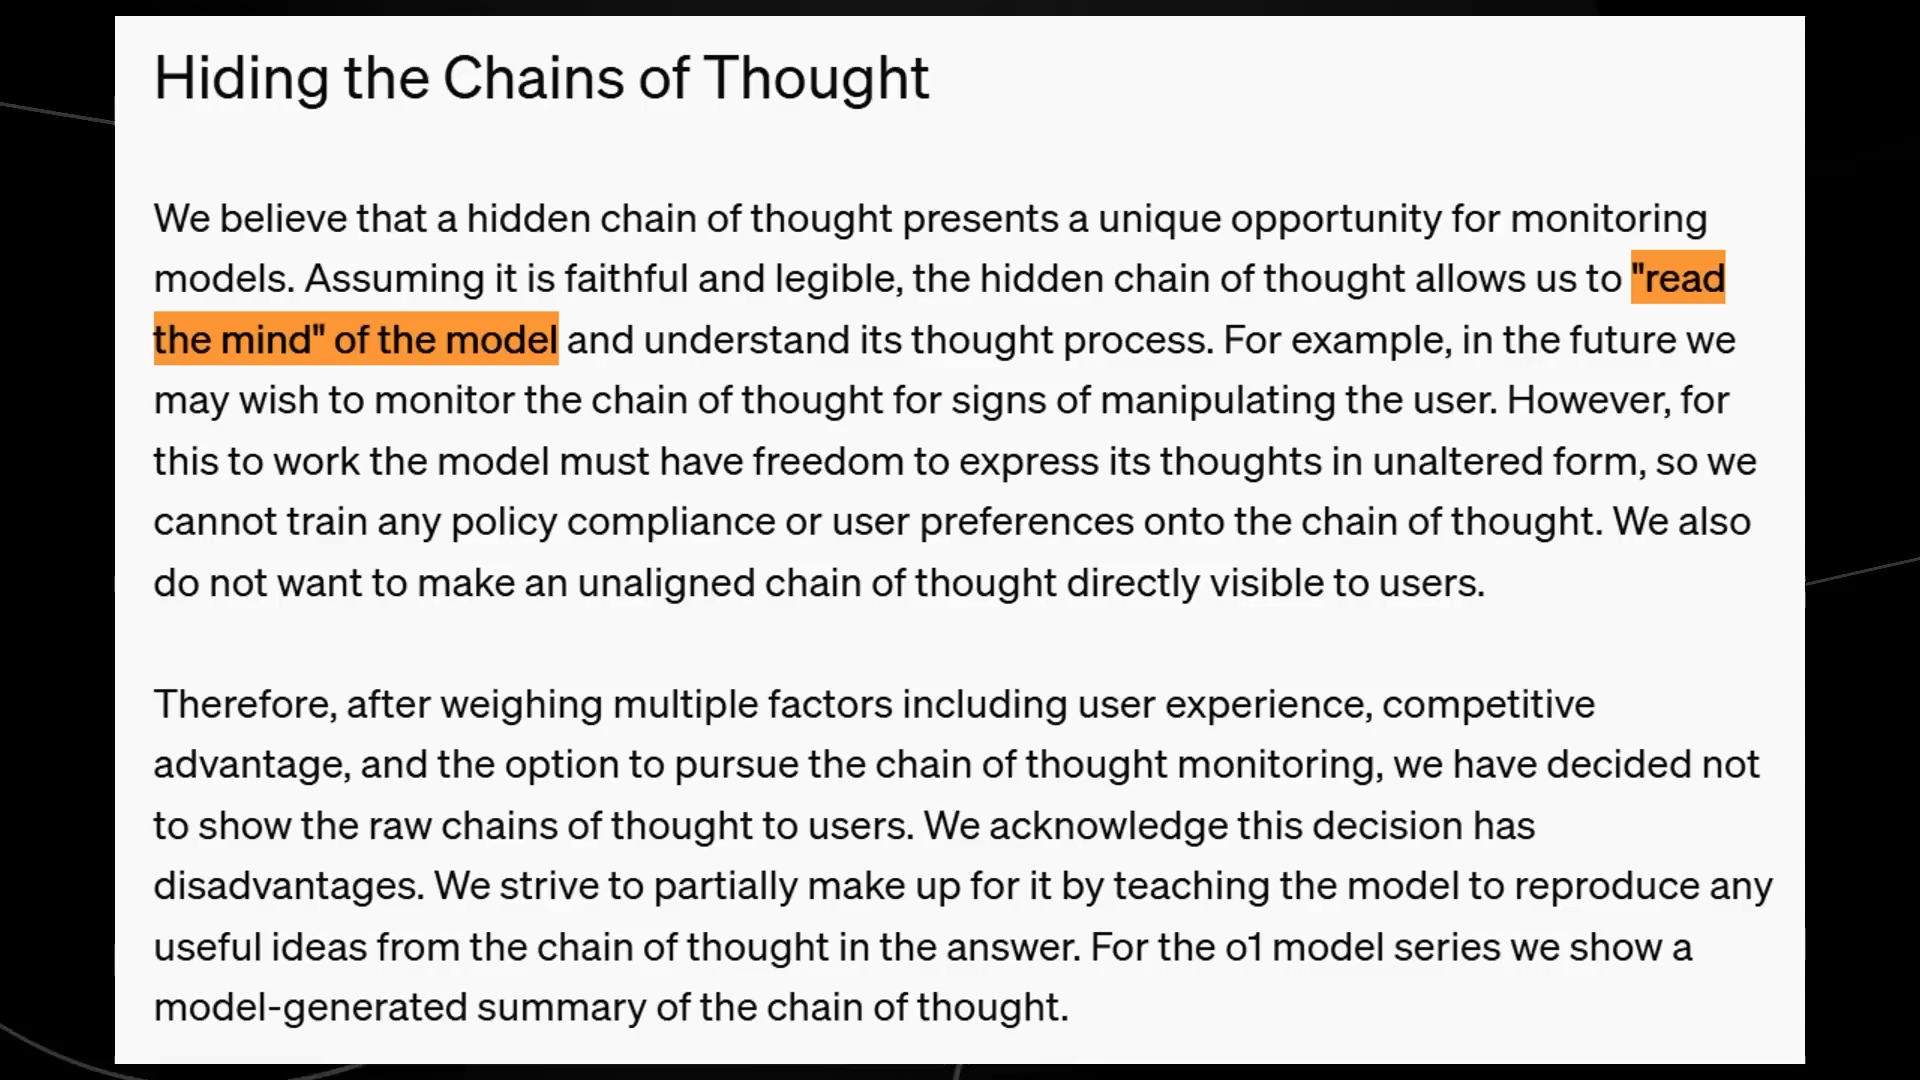 Hiding the Chains of Thought
We believe that a hidden chain of thought presents a unique opportunity for monitoring
models. Assuming it is faithful and legible, the hidden chain of thought allows us to "read
the mind" of the model and understand its thought process. For example, in the future we
may wish to monitor the chain of thought for signs of manipulating the user. However, for
this to work the model must have freedom to express its thoughts in unaltered form, so we
cannot train any policy compliance or user preferences onto the chain of thought. We also
do not want to make an unaligned chain of thought directly visible to users.
Therefore, after weighing multiple factors including user experience, competitive
advantage, and the option to pursue the chain of thought monitoring, we have decided not
to show the raw chains of thought to users. We acknowledge this decision has
disadvantages. We strive to partially make up for it by teaching the model to reproduce any
useful ideas from the chain of thought in the answer. For the o1 model series we show a
model-generated summary of the chain of thought.